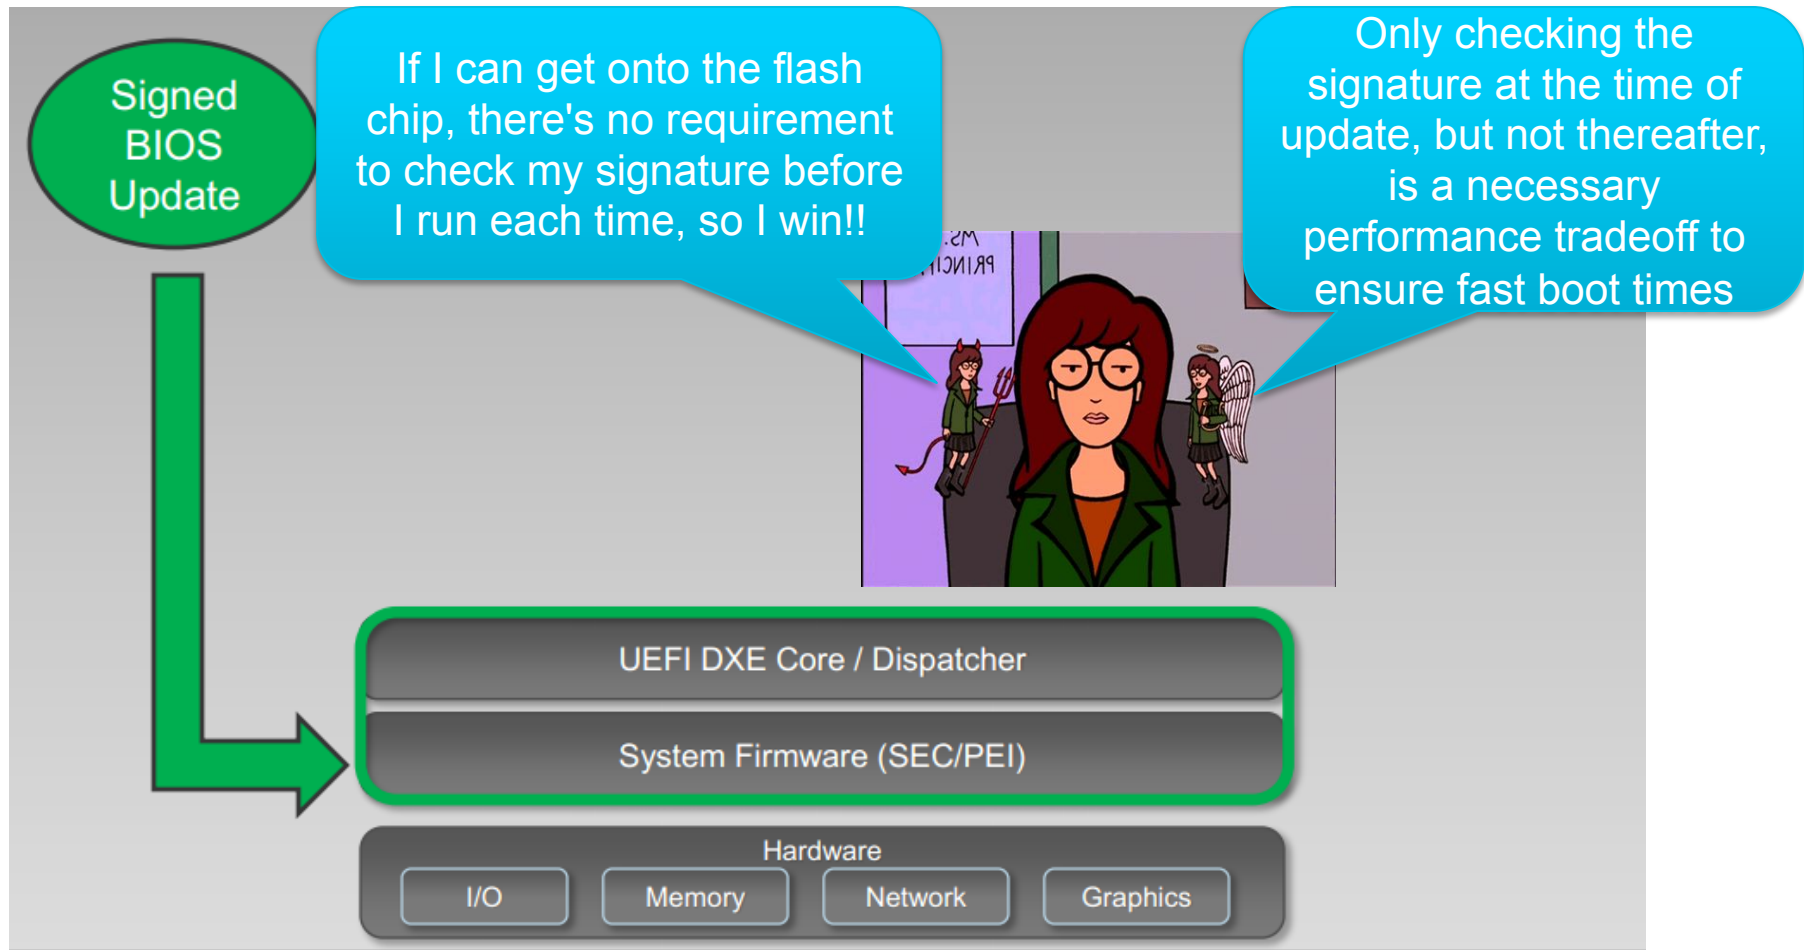 Signed
BIOS
Update
If I can get onto the flash
chip, there's no requirement
to check my signature before
I run each time, so I win!!
Only checking the
signature at the time of
update, but not thereafter,
is a necessary
performance tradeoff to
ensure fast boot times
MS.
UEFI DXE Core / Dispatcher
System Firmware (SEC/PEI)
Hardware
I/O
Memory
Network
Graphics